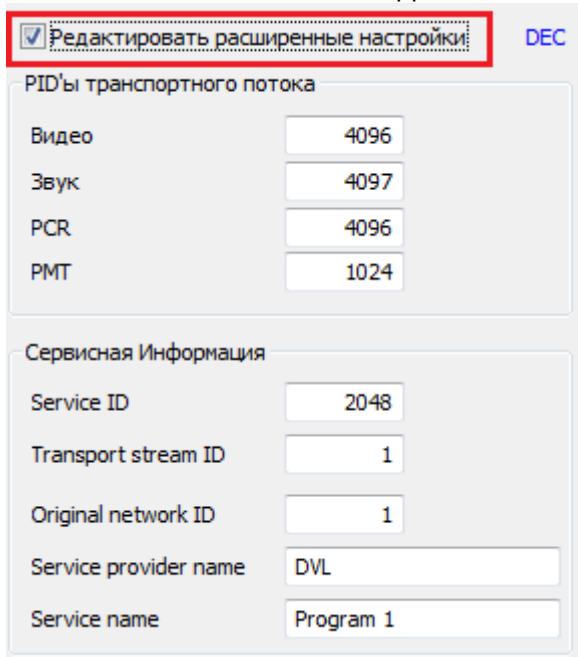 Редактировать расширенные настройки DEC
PID'ы транспортного потока
Видео 4096
Звук 4097
PCR 4096
PMT 1024
Сервисная Информация
Service ID 2048
Transport stream ID 1
Original network ID 1
Service provider name DVL
Service name Program 1